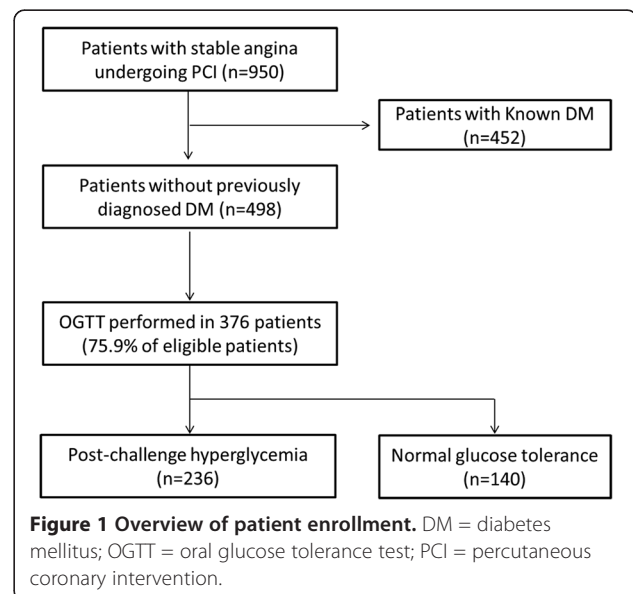 Patients with stable angina
undergoing PCI (n=950)
Patients with Known DM
(n=452)
Patients without previously
diagnosed DM (n=498)
OGTT performed in 376 patients
(75.9% of eligible patients)
Post-challenge hyperglycemia
(n=236)
Normal glucose tolerance
(n=140)
Figure 1 Overview of patient enrollment. DM = diabetes
mellitus; OGTT = oral glucose tolerance test; PCI = percutaneous
coronary intervention.